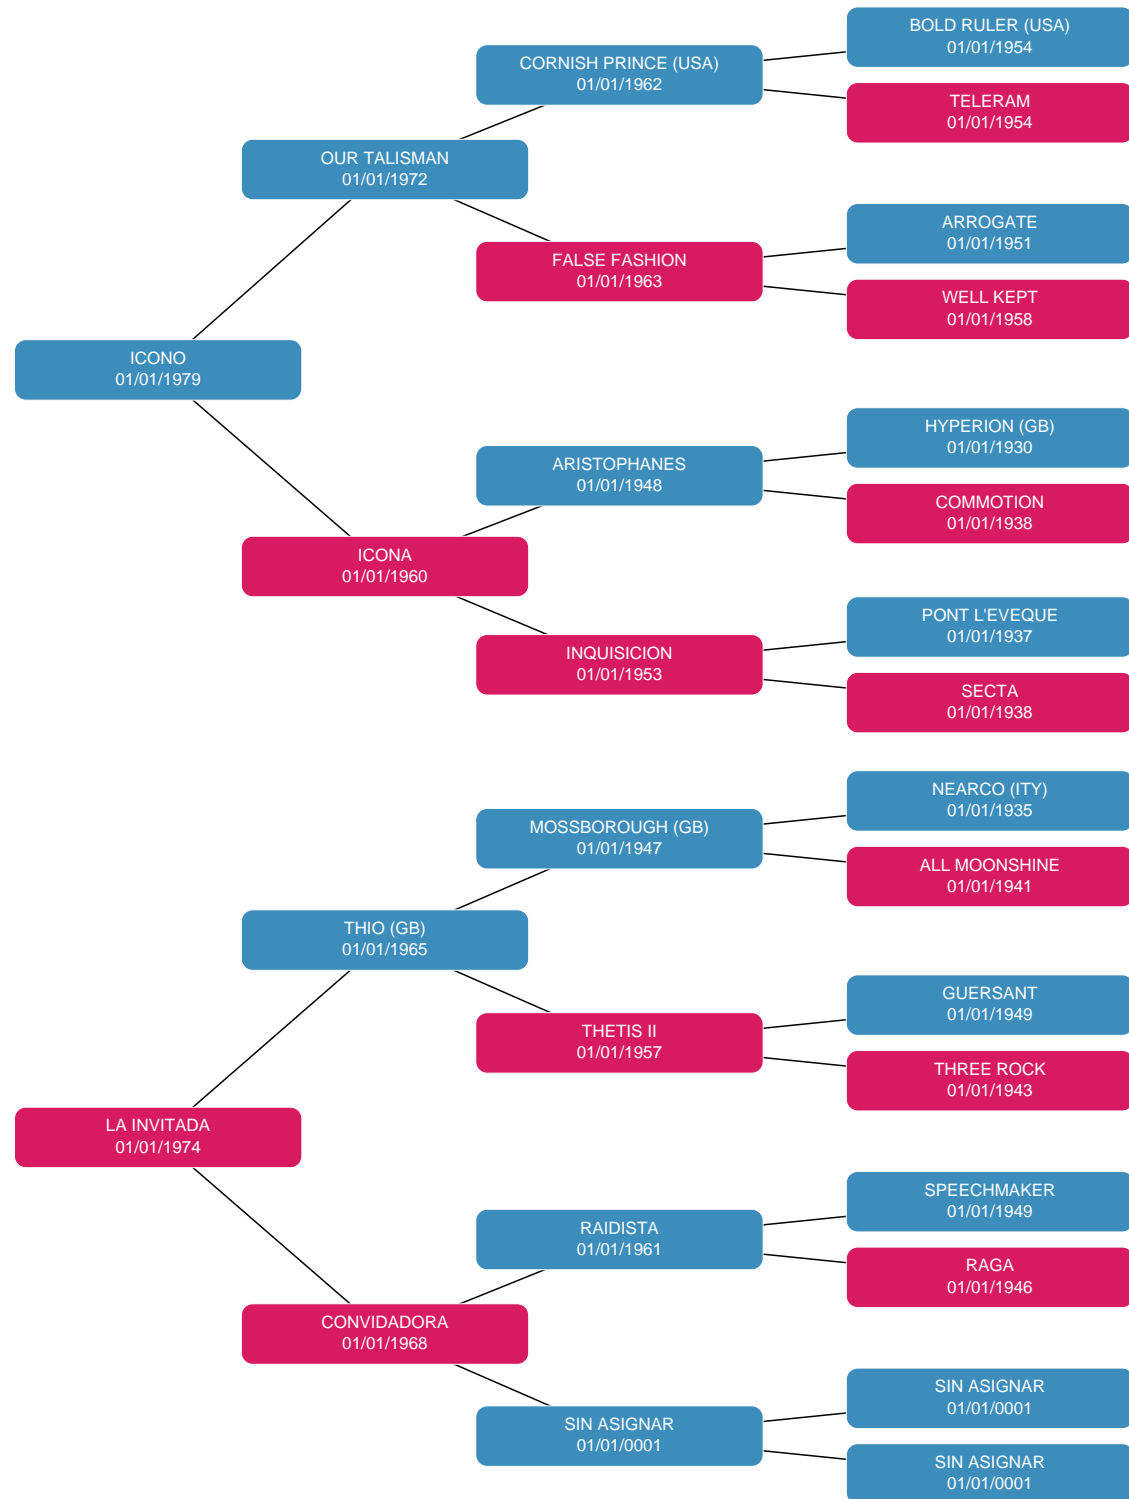 BOLD RULER (USA)
01/01/1954
CORNISH PRINCE (USA)
01/01/1962
TELERAM
01/01/1954
OUR TALISMAN
01/01/1972
ARROGATE
01/01/1951
FALSE FASHION
01/01/1963
WELL KEPT
01/01/1958
ICONO
01/01/1979
HYPERION (GB)
01/01/1930
ARISTOPHANES
01/01/1948
COMMOTION
01/01/1938
ICONA
01/01/1960
PONT L'EVEQUE
01/01/1937
INQUISICION
01/01/1953
SECTA
01/01/1938
NEARCO (ITY)
01/01/1935
MOSSBOROUGH (GB)
01/01/1947
ALL MOONSHINE
01/01/1941
THIO (GB)
01/01/1965
GUERSANT
01/01/1949
THETIS II
01/01/1957
THREE ROCK
01/01/1943
LA INVITADA
01/01/1974
SPEECHMAKER
01/01/1949
RAIDISTA
01/01/1961
RAGA
01/01/1946
CONVIDADORA
01/01/1968
SIN ASIGNAR
01/01/0001
SIN ASIGNAR
01/01/0001
SIN ASIGNAR
01/01/0001